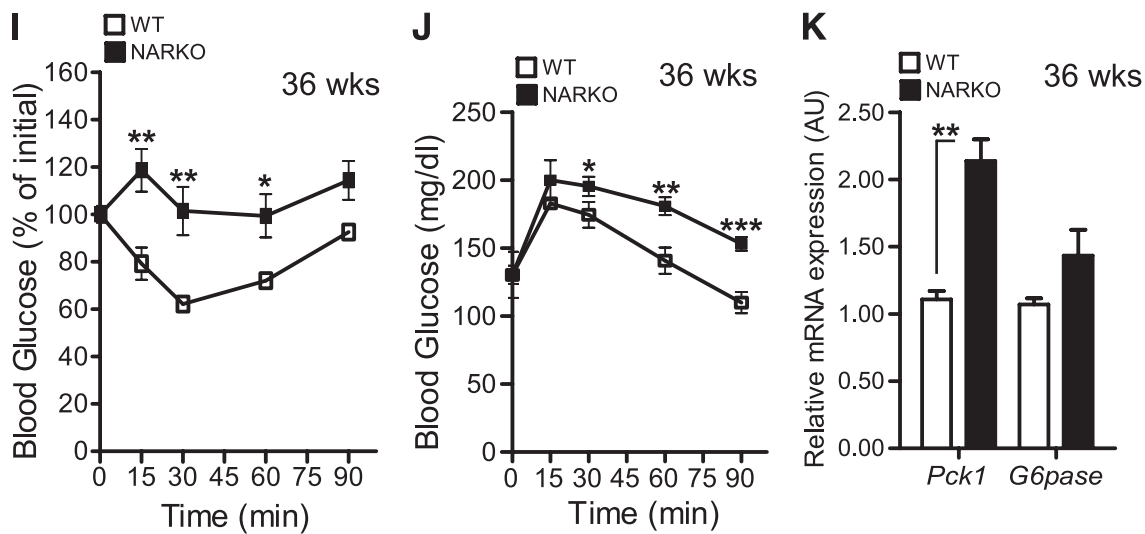 I
WT
NARKO
36 wks
Blood Glucose (% of initial)
160
140
120
100
80
60
40
20
0
**
**
*
0 15 30 45 60 75 90
Time (min)
J
WT
NARKO
36 wks
Blood Glucose (mg/dl)
250
200
150
100
50
0
*
**
***
0 15 30 45 60 75 90
Time (min)
K
WT
NARKO
36 wks
Relative mRNA expression (AU)
2.50
2.00
1.50
1.00
0.50
0.00
**
Pck1 G6pase